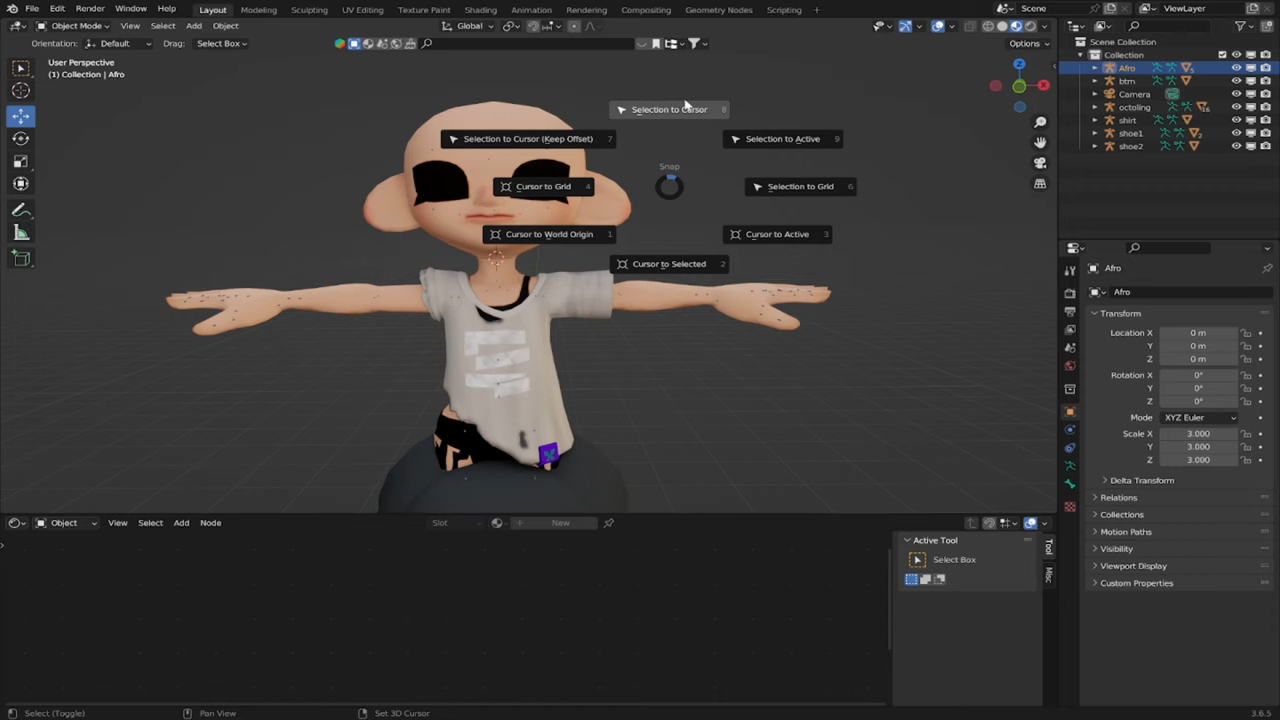 File Edit Render Window Help Layout Modeling Sculpting UV Editing Texture Paint Shading Animation Rendering Compositing Geometry Nodes Scripting + Scene ViewLayer
Object Mode View Select Add Object Global
Orientation: Default Drag: Select Box Options
User Perspective
(1) Collection | Afro
Z
X
Selection to Cursor 8
Selection to Cursor (Keep Offset) 7
Selection to Active 9
Snap
Cursor to Grid 4
Selection to Grid 6
Cursor to World Origin 1
Cursor to Active 3
Cursor to Selected 2
Scene Collection
Collection
Afro 5
btm
Camera
octoling 16
shirt
shoe1 2
shoe2
Afro
Afro
Transform
Location X 0 m
Y 0 m
Z 0 m
Rotation X 0°
Y 0°
Z 0°
Mode XYZ Euler
Scale X 3.000
Y 3.000
Z 3.000
Delta Transform
Relations
Collections
Motion Paths
Visibility
Viewport Display
Custom Properties
Object View Select Add Node Slot New
Active Tool
Select Box
Tool
Misc
Select (Toggle) Pan View Set 3D Cursor 3.6.5